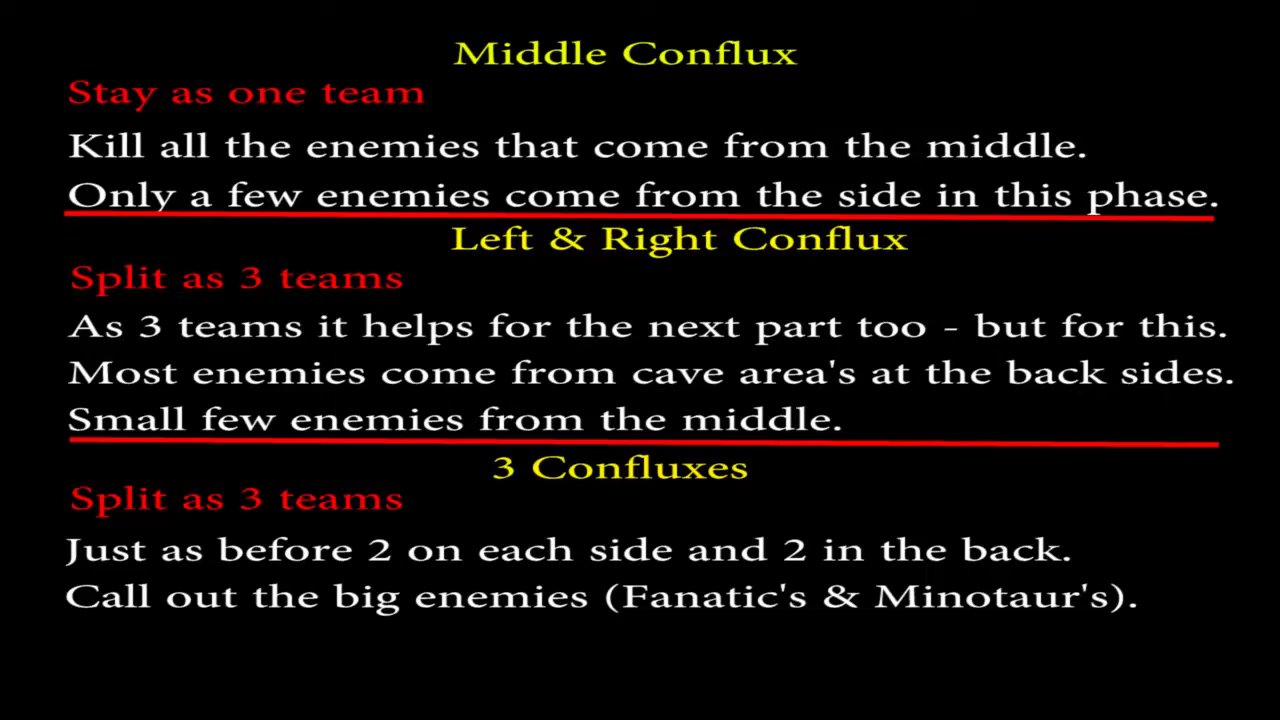 Middle Conflux
Stay as one team
Kill all the enemies that come from the middle.
Only a few enemies come from the side in this phase.
Left & Right Conflux
Split as 3 teams
As 3 teams it helps for the next part too - but for this.
Most enemies come from cave area's at the back sides.
Small few enemies from the middle.
3 Confluxes
Split as 3 teams
Just as before 2 on each side and 2 in the back.
Call out the big enemies (Fanatic's & Minotaur's).